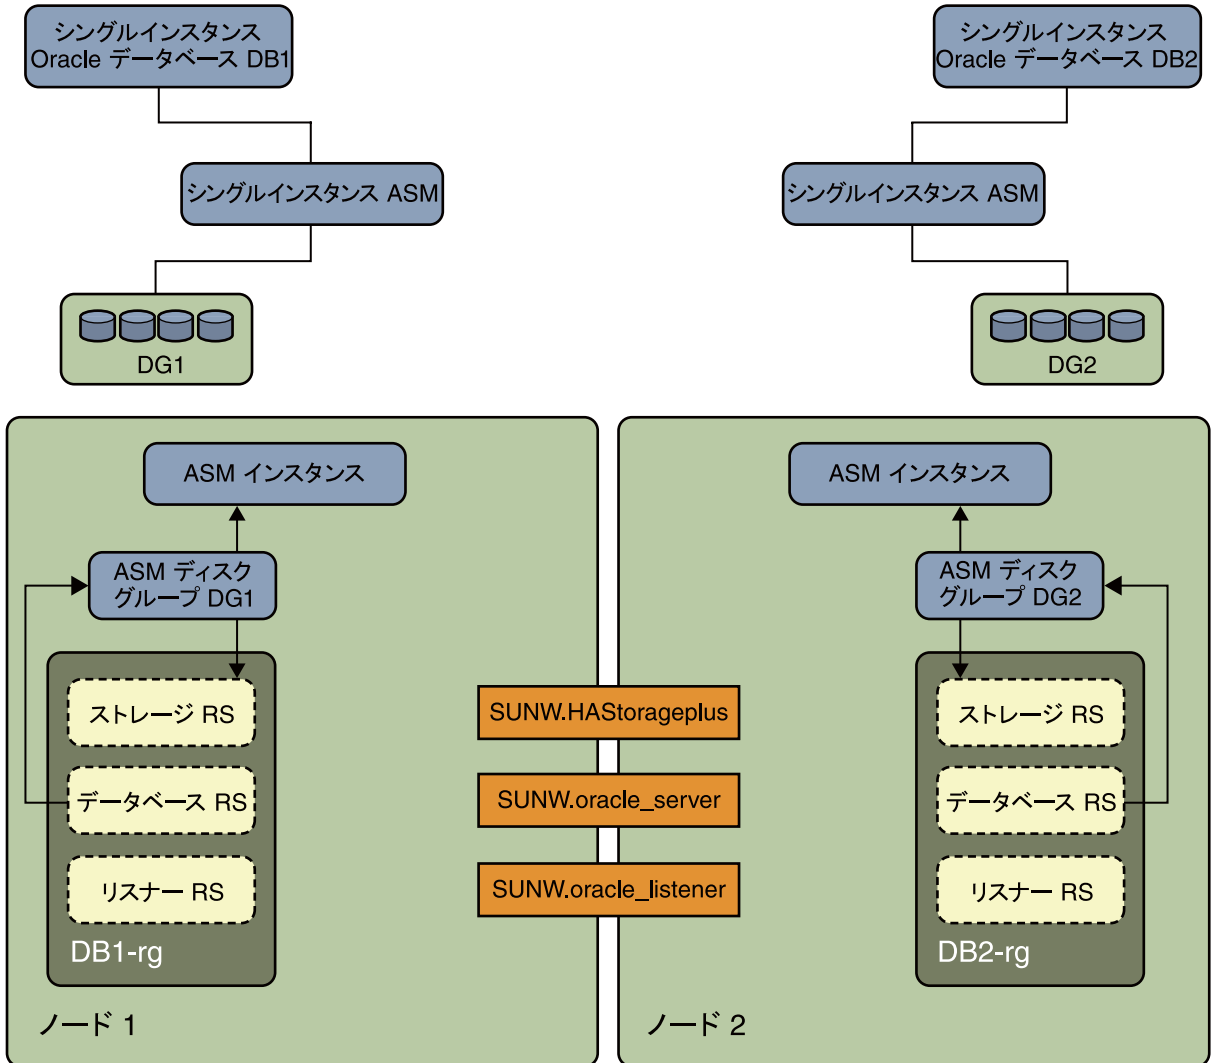 シングルインスタンス
Oracle データベース DB1
シングルインスタンス
Oracle データベース DB2
シングルインスタンス ASM
シングルインスタンス ASM
DG1
DG2
ASM インスタンス
ASM ディスク
グループ DG1
ストレージ RS
データベース RS
リスナー RS
DB1-rg
ノード 1
SUNW.HAStorageplus
SUNW.oracle_server
SUNW.oracle_listener
ASM インスタンス
ASM ディスク
グループ DG2
ストレージ RS
データベース RS
リスナー RS
DB2-rg
ノード 2